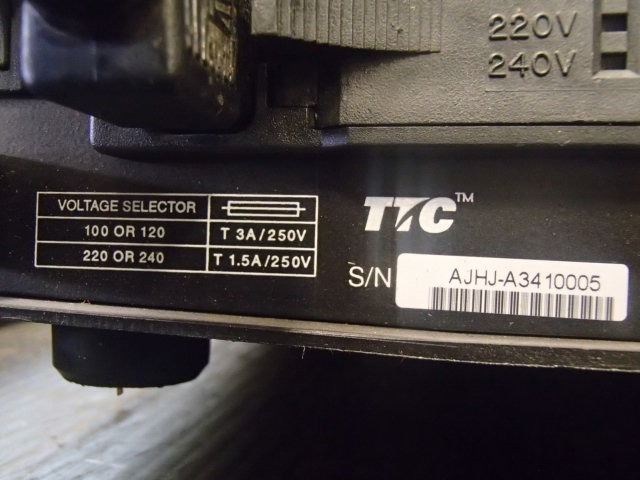 220V
240V
VOLTAGE SELECTOR
100 OR 120 T 3A/250V
220 OR 240 T 1.5A/250V
TTC™
S/N AJHJ-A3410005